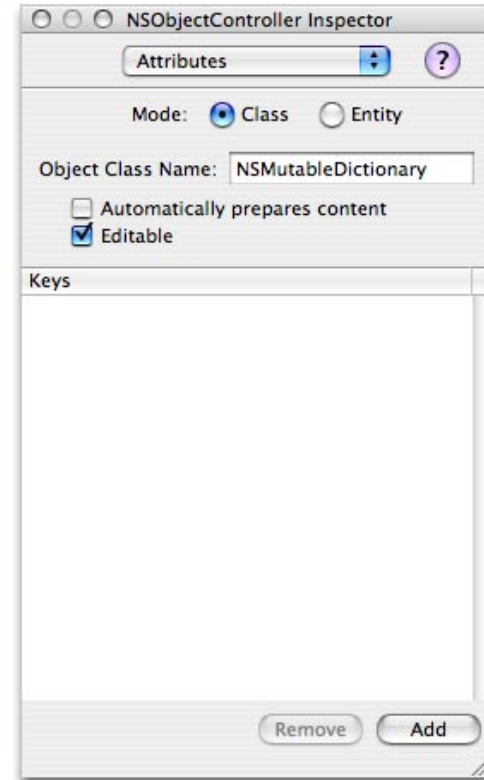 NSObjectController Inspector
Attributes
?
Mode: Class Entity
Object Class Name: NSMutableDictionary
Automatically prepares content
Editable
Keys
Remove Add